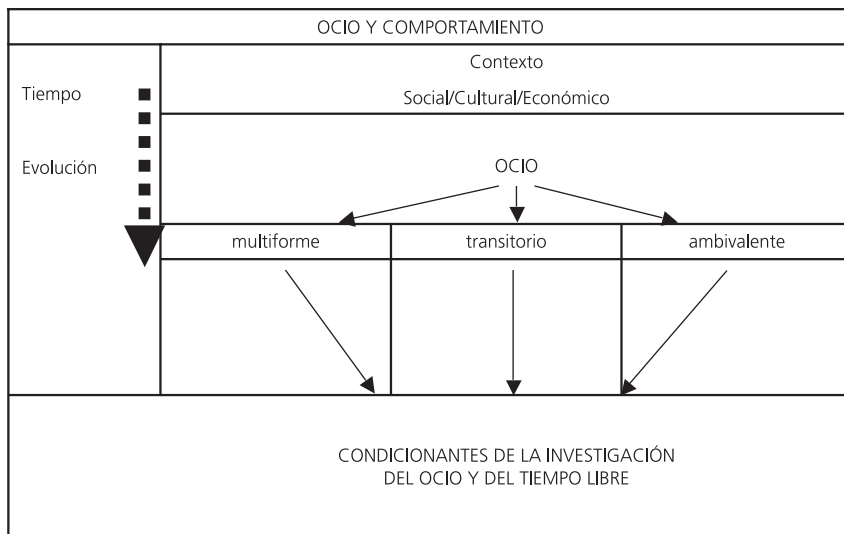 OCIO Y COMPORTAMIENTO
Contexto
Tiempo
Social/Cultural/Económico
Evolución
OCIO
multiforme
transitorio
ambivalente
CONDICIONANTES DE LA INVESTIGACIÓN
DEL OCIO Y DEL TIEMPO LIBRE